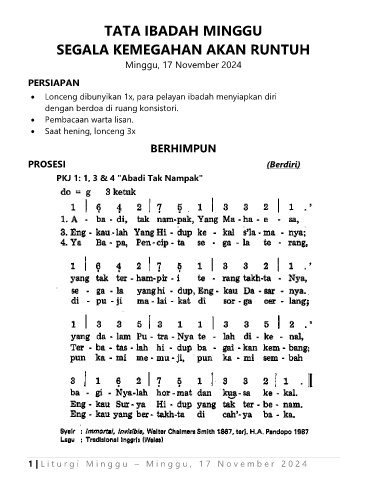 TATA IBADAH MINGGU
SEGALA KEMEGAHAN AKAN RUNTUH
Minggu, 17 November 2024
PERSIAPAN
• Lonceng dibunyikan 1x, para pelayan ibadah menyiapkan diri
dengan berdoa di ruang konsistori.
• Pembacaan warta lisan.
• Saat hening, lonceng 3x
BERHIMPUN
PROSESI (Berdiri)
PKJ 1: 1, 3 & 4 "Abadi Tak Nampak"
do = g 3 ketuk
1 | 6 4 2 | 7 5 1 | 3 3 2 | 1 . '
1. A - ba - di, tak nam-pak, Yang Ma - ha - e - sa,
3. Eng - kau-lah Yang Hi - dup ke - kal s'la-ma - nya;
4. Ya Ba - pa, Pen-cip - ta se - ga - la te - rang,
1 | 6 4 2 | 7 5 1 | 3 3 2 | 1 . '
yang tak ter - ham-pir - i te - rang takh-ta - Nya,
se - ga - la yang hi - dup, Eng - kau Da - sar - nya.
di - pu - ji ma - lai - kat di sor - ga cer - lang;
1 | 3 3 5 | 3 1 1 | 3 3 5 | 2 . '
yang da - lam Pu - tra - Nya te - lah di - ke - nal,
Ter - ba - tas - lah hi - dup ba - gai - kan kem - bang;
pun ka - mi me - mu - ji, pun ka - mi sem - bah
3 | 1 6 2 | 7 5 1 | 3 3 2 | 1 . ||
ba - gi - Nya-lah hor - mat dan kua-sa ke - kal.
Eng - kau Sur - ya Hi - dup yang tak ter - be - nam.
Eng - kau yang ber - takh-ta di cah'-ya ba - ka.
Syair : Immortal, Invisible, Walter Chalmers Smith 1867, terj. H.A. Pandopo 1987
Lagu : Tradisional Inggris (Wales)
1 | Liturgi Minggu – Minggu, 17 November 2024